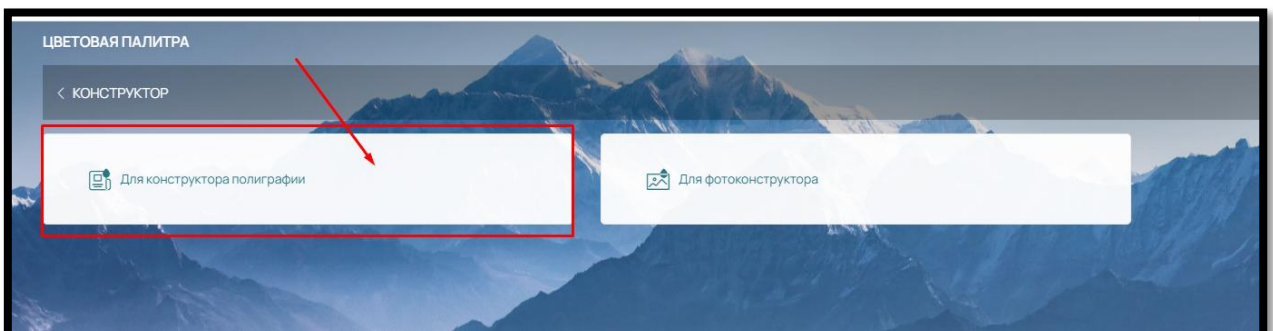 ЦВЕТОВАЯ ПАЛИТРА
< КОНСТРУКТОР
Для конструктора полиграфии
Для фотоконструктора